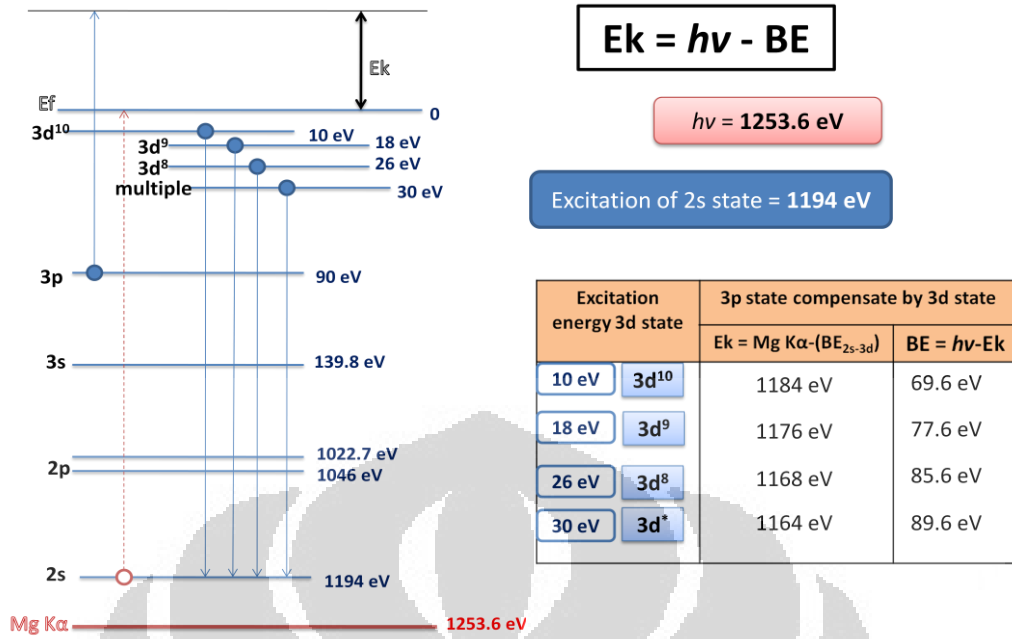 Ek = hν - BE
Ek
Ef
0
3d¹⁰
10 eV
3d⁹
18 eV
3d⁸
26 eV
multiple
30 eV
hν = 1253.6 eV
Excitation of 2s state = 1194 eV
3p
90 eV
3s
139.8 eV
2p
1022.7 eV
1046 eV
2s
1194 eV
Mg Kα
1253.6 eV
Excitation
energy 3d state
3p state compensate by 3d state
Ek = Mg Kα-(BE₂ₛ₋₃d)
BE = hν-Ek
10 eV 3d¹⁰ 1184 eV 69.6 eV
18 eV 3d⁹ 1176 eV 77.6 eV
26 eV 3d⁸ 1168 eV 85.6 eV
30 eV 3d* 1164 eV 89.6 eV